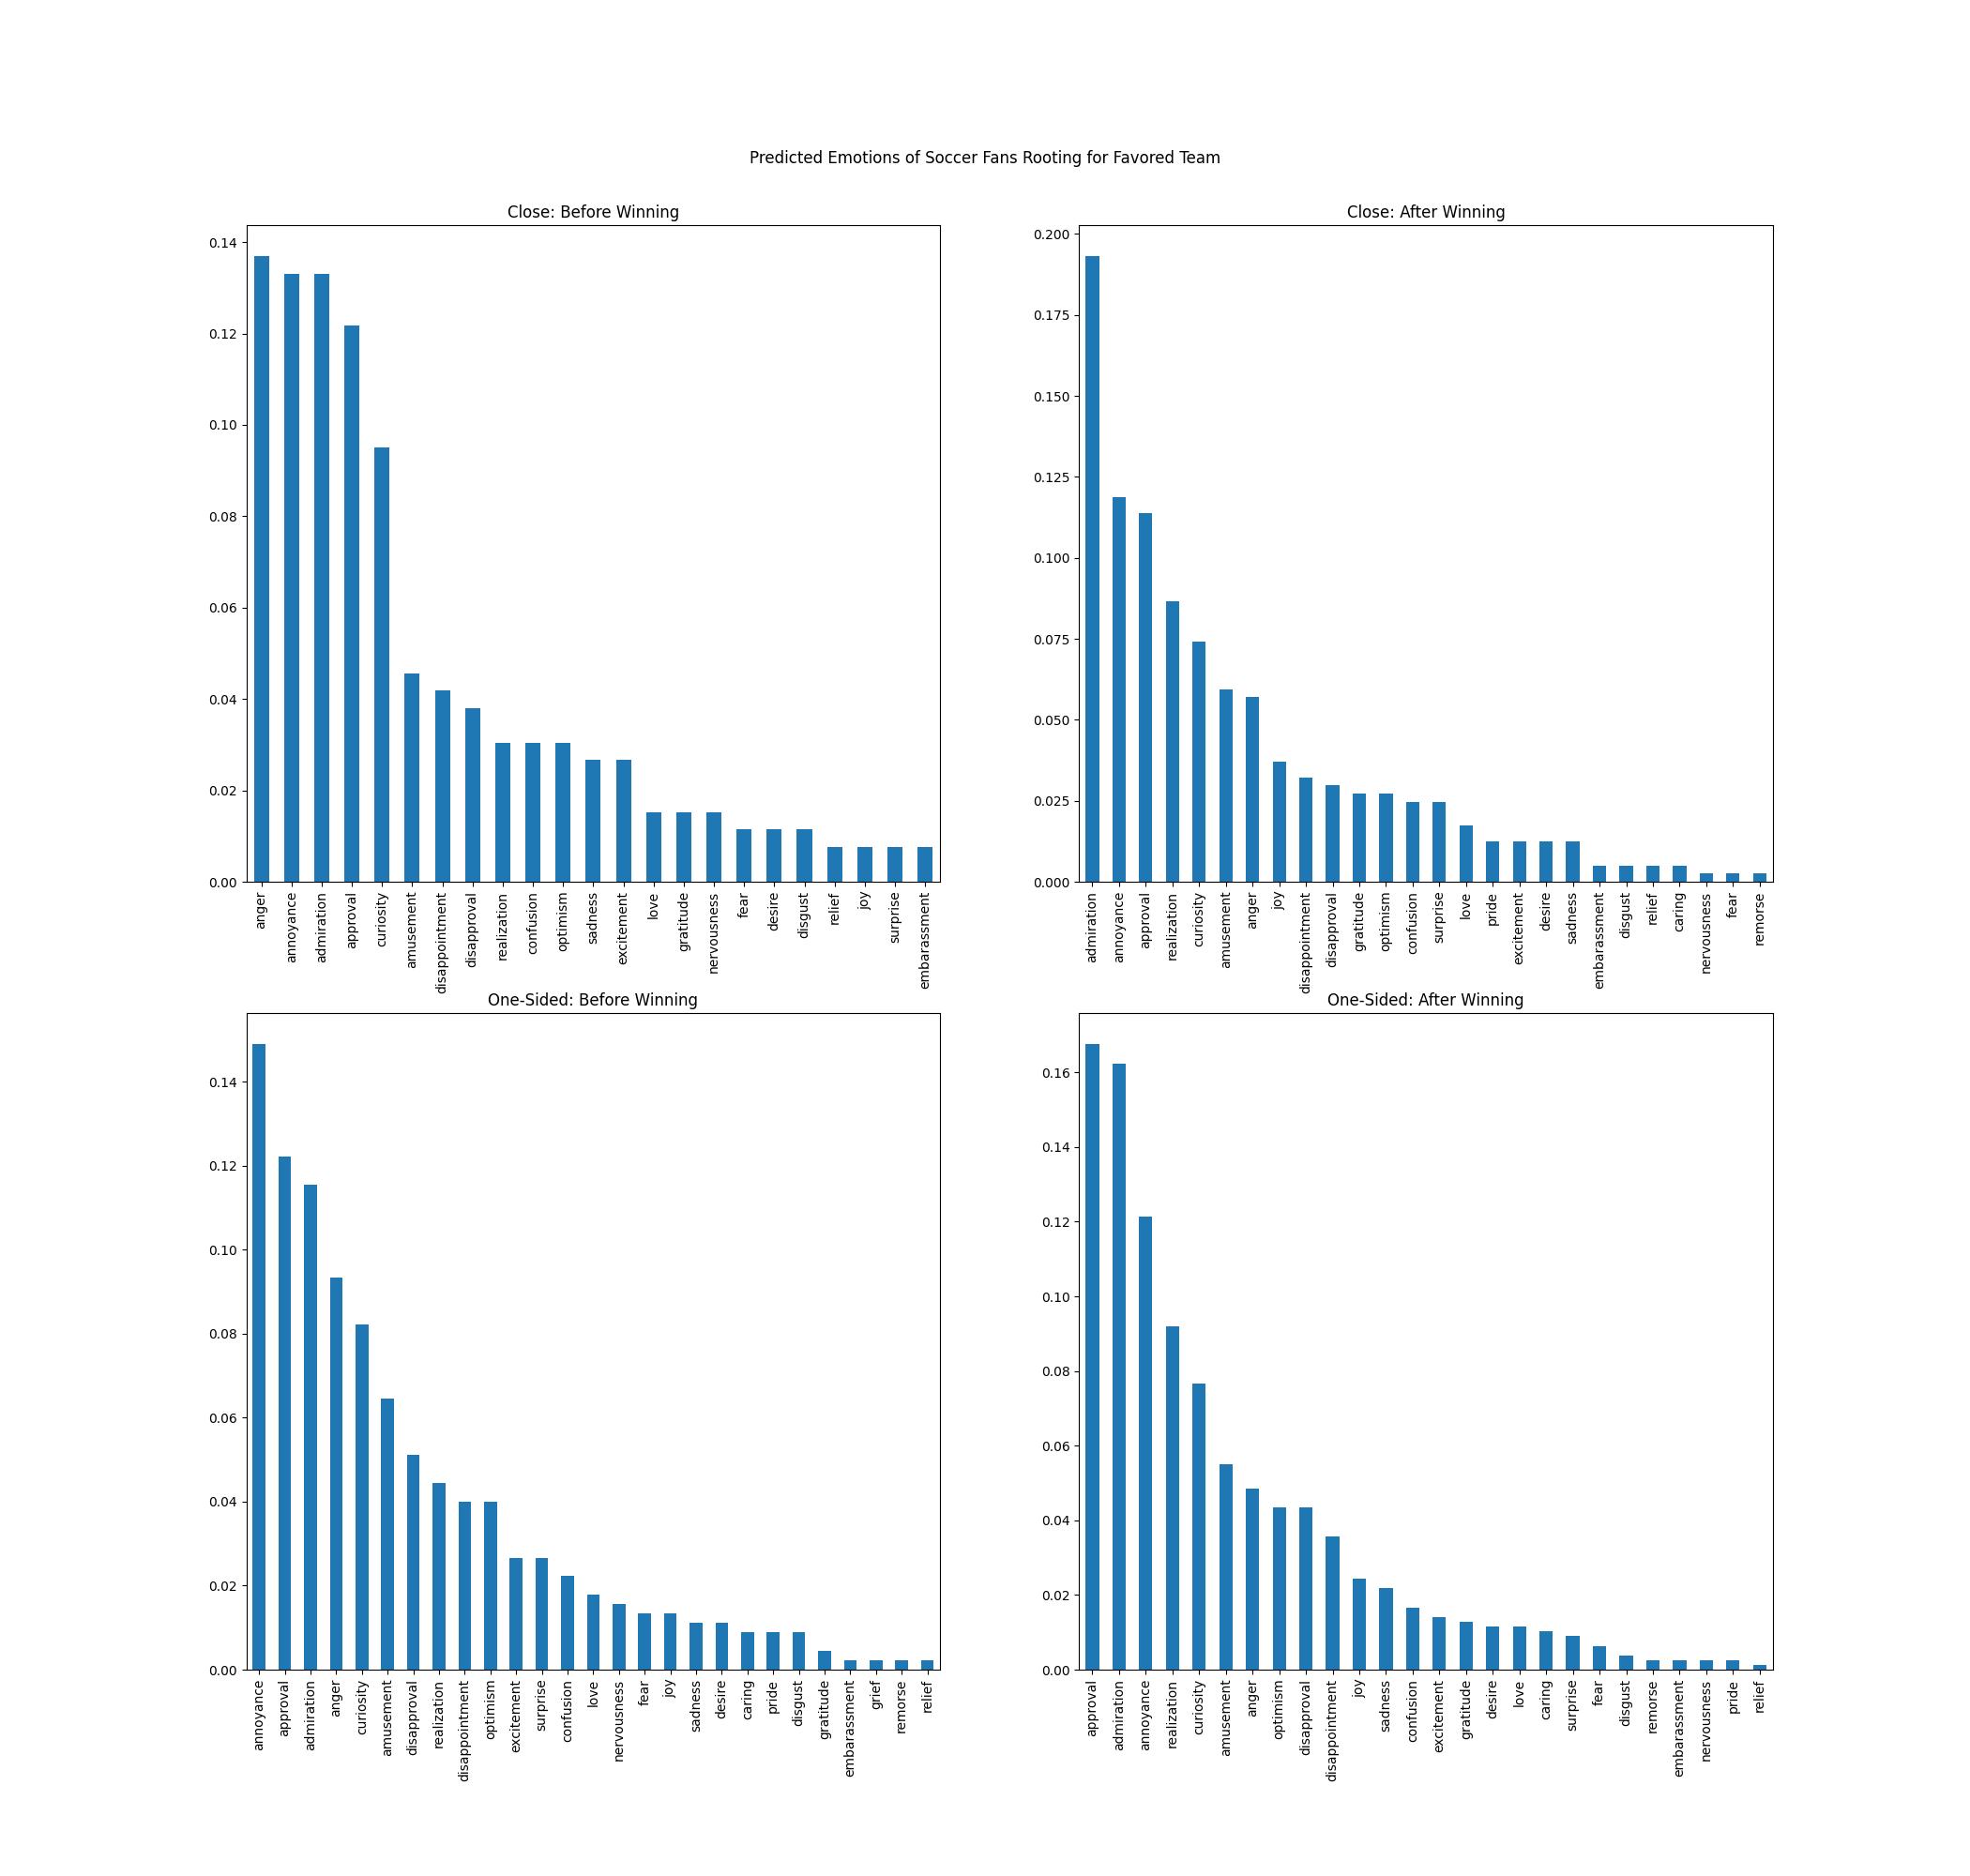 Predicted Emotions of Soccer Fans Rooting for Favored Team
Close: Before Winning
0.14
0.12
0.10
0.08
0.06
0.04
0.02
0.00
anger
annoyance
admiration
approval
curiosity
amusement
disappointment
disapproval
realization
confusion
optimism
sadness
excitement
love
gratitude
nervousness
fear
desire
disgust
relief
joy
surprise
embarassment
Close: After Winning
0.200
0.175
0.150
0.125
0.100
0.075
0.050
0.025
0.000
admiration
annoyance
approval
realization
curiosity
amusement
anger
joy
disappointment
disapproval
gratitude
optimism
confusion
surprise
love
pride
excitement
desire
sadness
embarassment
disgust
relief
caring
nervousness
fear
remorse
One-Sided: Before Winning
0.14
0.12
0.10
0.08
0.06
0.04
0.02
0.00
annoyance
approval
admiration
anger
curiosity
amusement
disapproval
realization
disappointment
optimism
excitement
surprise
confusion
love
nervousness
fear
joy
sadness
desire
caring
pride
disgust
gratitude
embarassment
grief
remorse
relief
One-Sided: After Winning
0.16
0.14
0.12
0.10
0.08
0.06
0.04
0.02
0.00
approval
admiration
annoyance
realization
curiosity
amusement
anger
optimism
disapproval
disappointment
joy
sadness
confusion
excitement
gratitude
desire
love
caring
surprise
fear
disgust
remorse
embarassment
nervousness
pride
relief